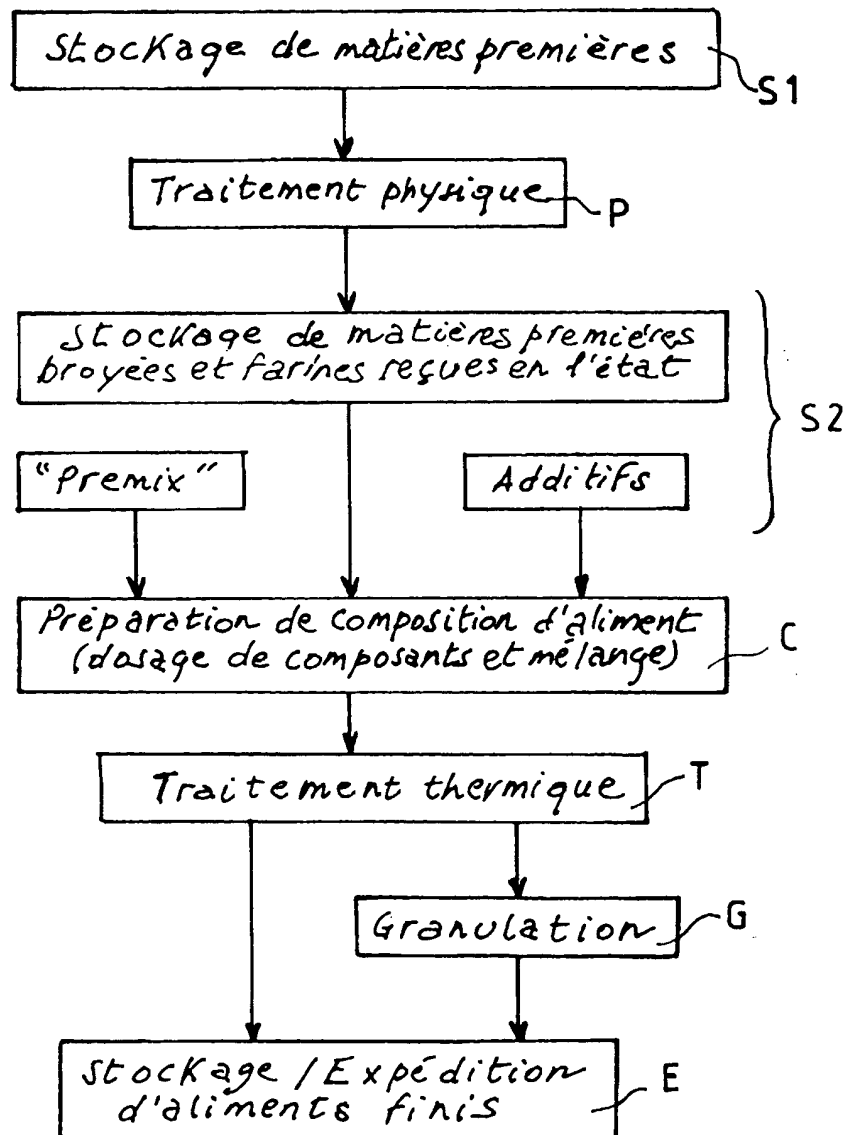 Stockage de matières premières
S1
Traitement physique
P
Stockage de matières premières
broyées et farines reçues en l'état
S2
"Premix"
Additifs
Préparation de composition d'aliment
(dosage de composants et mélange)
C
Traitement thermique
T
Granulation
G
Stockage / Expédition
d'aliments finis
E